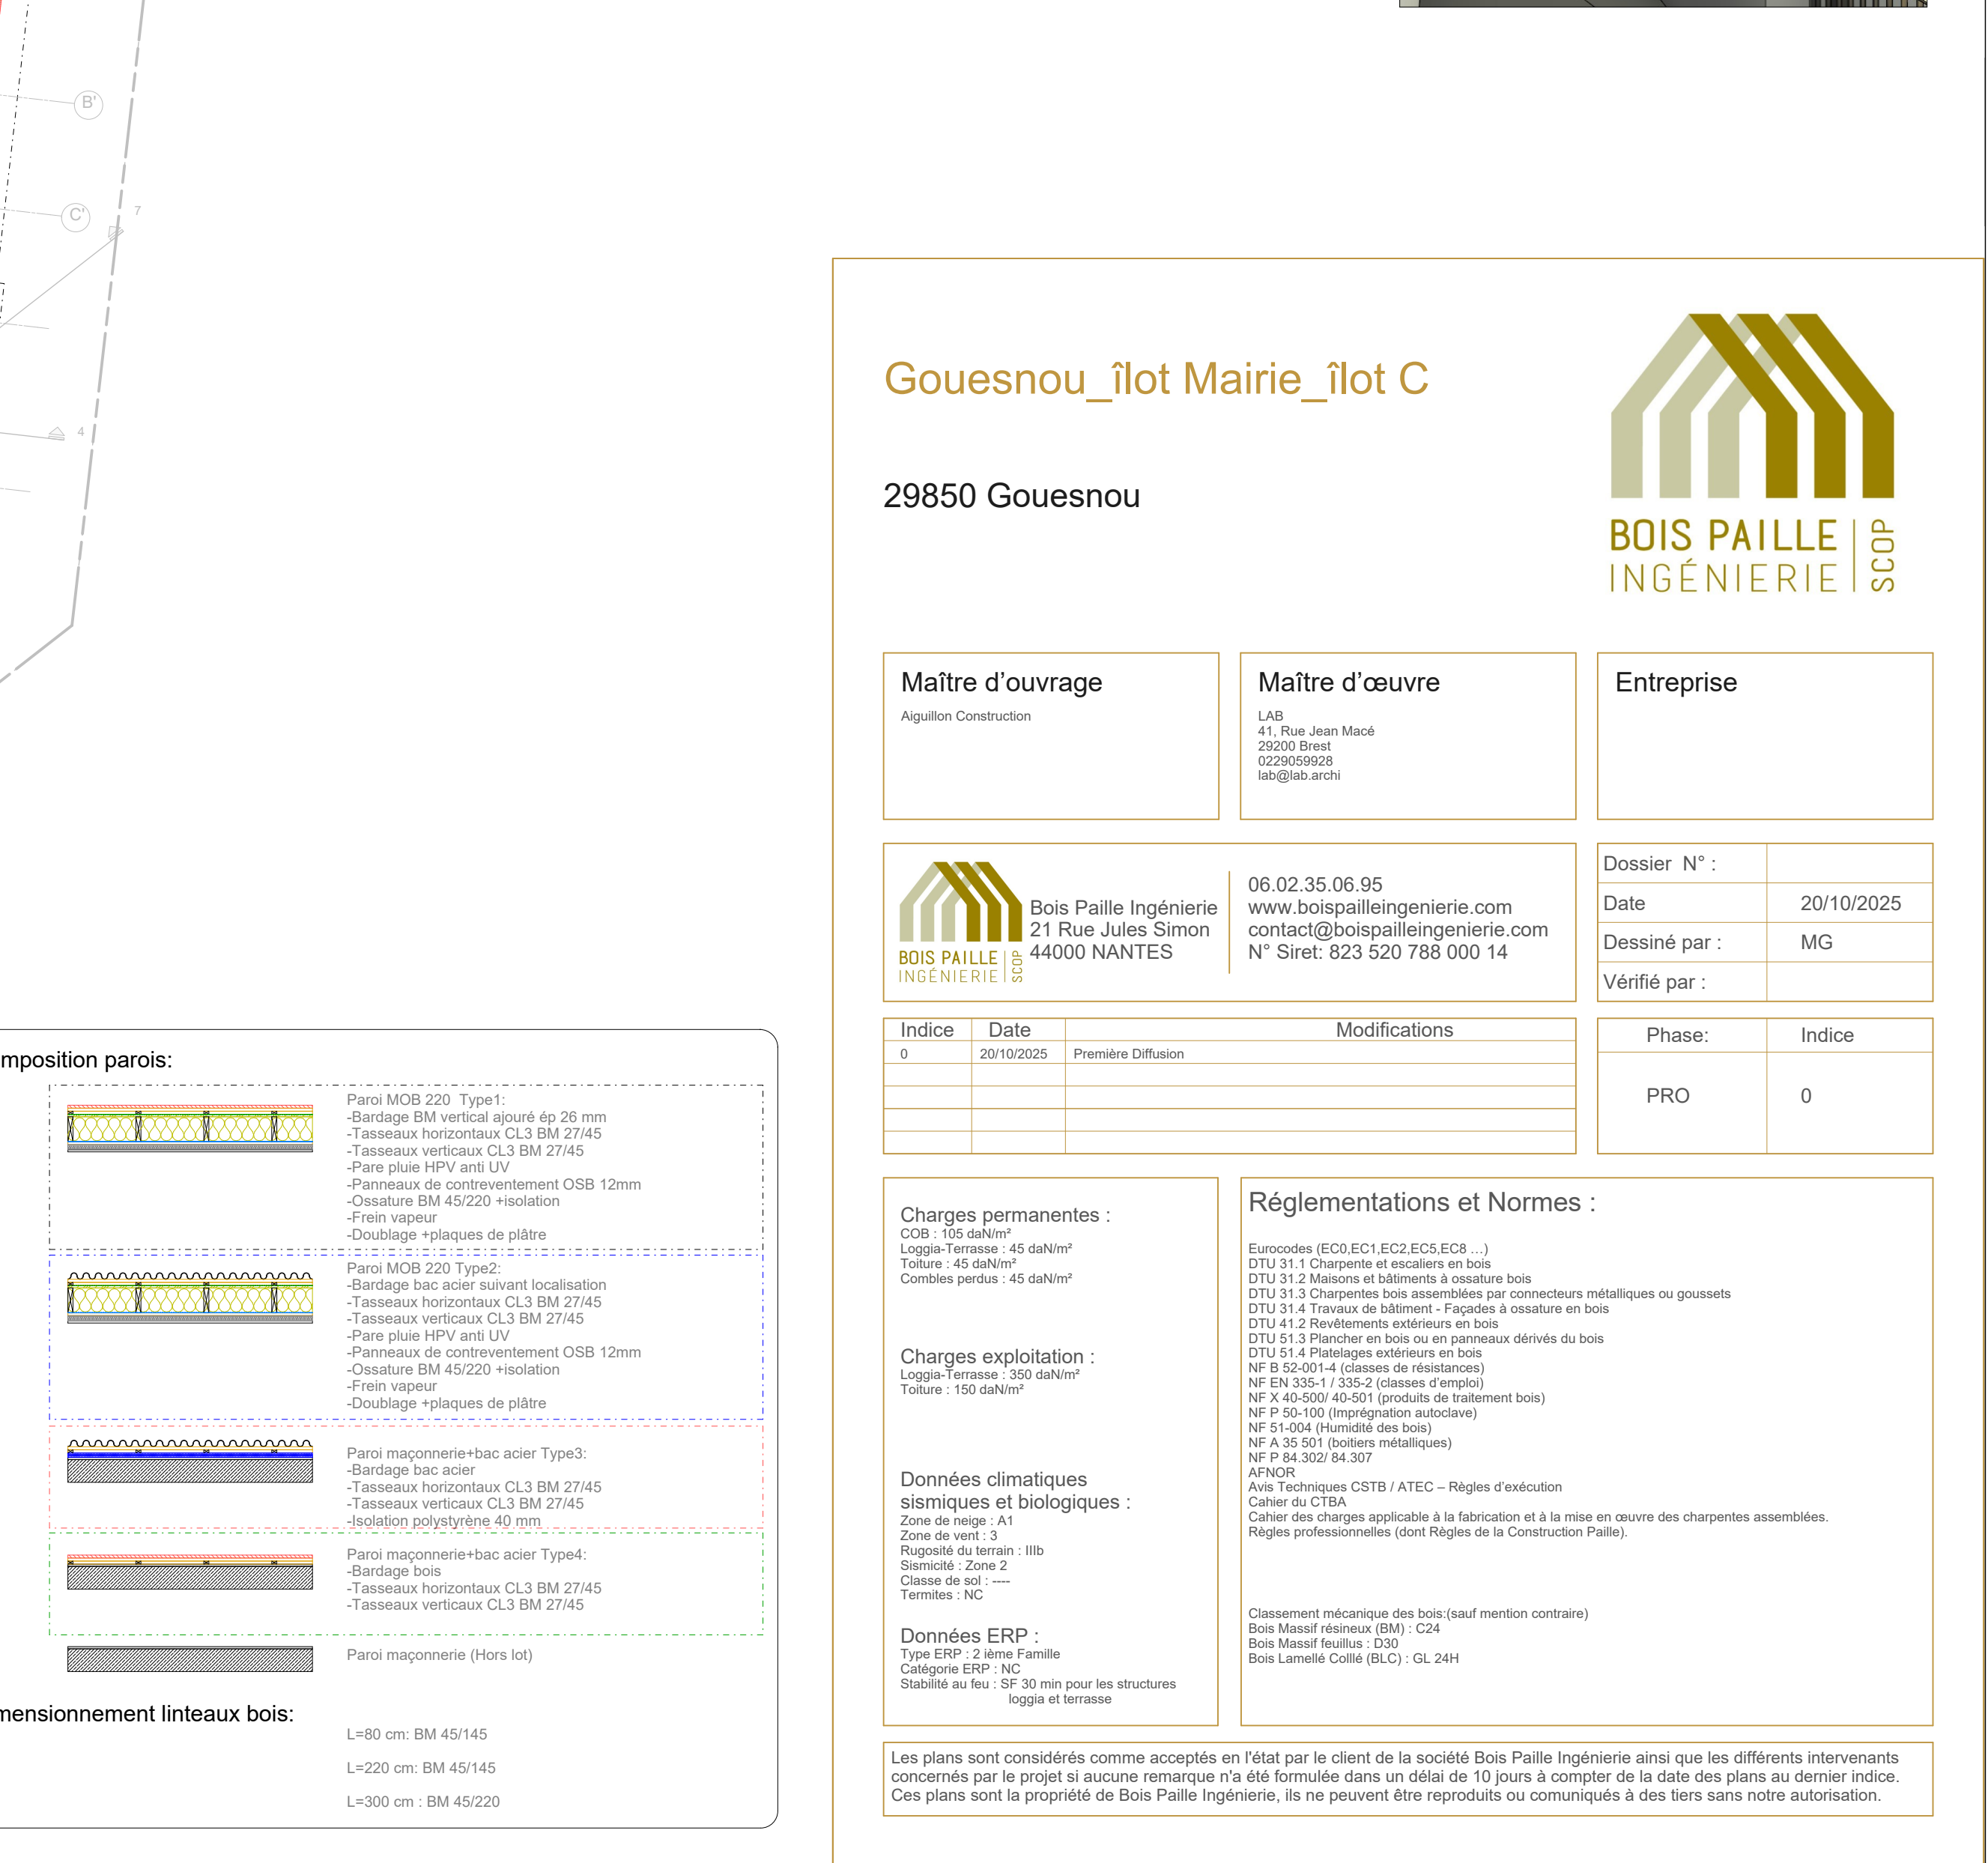 B'
C'
7
4
Gouesnou_îlot Mairie_îlot C
29850 Gouesnou
BOIS PAILLE
INGÉNIERIE
SCOP
Maître d’ouvrage
Aiguillon Construction
Maître d’œuvre
LAB
41, Rue Jean Macé
29200 Brest
0229059928
lab@lab.archi
Entreprise
BOIS PAILLE
INGÉNIERIE
SCOP
Bois Paille Ingénierie
21 Rue Jules Simon
44000 NANTES
06.02.35.06.95
www.boispailleingenierie.com
contact@boispailleingenierie.com
N° Siret: 823 520 788 000 14
Dossier N° :
Date 20/10/2025
Dessiné par : MG
Vérifié par :
Indice Date Modifications
0 20/10/2025 Première Diffusion
Phase: Indice
PRO 0
mposition parois:
Paroi MOB 220 Type1:
-Bardage BM vertical ajouré ép 26 mm
-Tasseaux horizontaux CL3 BM 27/45
-Tasseaux verticaux CL3 BM 27/45
-Pare pluie HPV anti UV
-Panneaux de contreventement OSB 12mm
-Ossature BM 45/220 +isolation
-Frein vapeur
-Doublage +plaques de plâtre
Paroi MOB 220 Type2:
-Bardage bac acier suivant localisation
-Tasseaux horizontaux CL3 BM 27/45
-Tasseaux verticaux CL3 BM 27/45
-Pare pluie HPV anti UV
-Panneaux de contreventement OSB 12mm
-Ossature BM 45/220 +isolation
-Frein vapeur
-Doublage +plaques de plâtre
Paroi maçonnerie+bac acier Type3:
-Bardage bac acier
-Tasseaux horizontaux CL3 BM 27/45
-Tasseaux verticaux CL3 BM 27/45
-Isolation polystyrène 40 mm
Paroi maçonnerie+bac acier Type4:
-Bardage bois
-Tasseaux horizontaux CL3 BM 27/45
-Tasseaux verticaux CL3 BM 27/45
Paroi maçonnerie (Hors lot)
mensionnement linteaux bois:
L=80 cm: BM 45/145
L=220 cm: BM 45/145
L=300 cm : BM 45/220
Charges permanentes :
COB : 105 daN/m²
Loggia-Terrasse : 45 daN/m²
Toiture : 45 daN/m²
Combles perdus : 45 daN/m²
Charges exploitation :
Loggia-Terrasse : 350 daN/m²
Toiture : 150 daN/m²
Données climatiques
sismiques et biologiques :
Zone de neige : A1
Zone de vent : 3
Rugosité du terrain : IIIb
Sismicité : Zone 2
Classe de sol : ----
Termites : NC
Données ERP :
Type ERP : 2 ième Famille
Catégorie ERP : NC
Stabilité au feu : SF 30 min pour les structures
loggia et terrasse
Réglementations et Normes :
Eurocodes (EC0,EC1,EC2,EC5,EC8 …)
DTU 31.1 Charpente et escaliers en bois
DTU 31.2 Maisons et bâtiments à ossature bois
DTU 31.3 Charpentes bois assemblées par connecteurs métalliques ou goussets
DTU 31.4 Travaux de bâtiment - Façades à ossature en bois
DTU 41.2 Revêtements extérieurs en bois
DTU 51.3 Plancher en bois ou en panneaux dérivés du bois
DTU 51.4 Platelages extérieurs en bois
NF B 52-001-4 (classes de résistances)
NF EN 335-1 / 335-2 (classes d’emploi)
NF X 40-500/ 40-501 (produits de traitement bois)
NF P 50-100 (Imprégnation autoclave)
NF 51-004 (Humidité des bois)
NF A 35 501 (boitiers métalliques)
NF P 84.302/ 84.307
AFNOR
Avis Techniques CSTB / ATEC – Règles d’exécution
Cahier du CTBA
Cahier des charges applicable à la fabrication et à la mise en œuvre des charpentes assemblées.
Règles professionnelles (dont Règles de la Construction Paille).
Classement mécanique des bois:(sauf mention contraire)
Bois Massif résineux (BM) : C24
Bois Massif feuillus : D30
Bois Lamellé Colllé (BLC) : GL 24H
Les plans sont considérés comme acceptés en l'état par le client de la société Bois Paille Ingénierie ainsi que les différents intervenants
concernés par le projet si aucune remarque n'a été formulée dans un délai de 10 jours à compter de la date des plans au dernier indice.
Ces plans sont la propriété de Bois Paille Ingénierie, ils ne peuvent être reproduits ou comuniqués à des tiers sans notre autorisation.